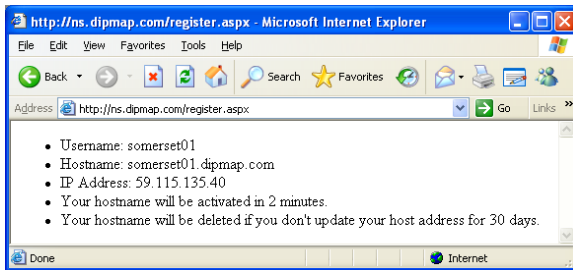 http://ns.dipmap.com/register.aspx - Microsoft Internet Explorer
File Edit View Favorites Tools Help
Back Search Favorites
Address http://ns.dipmap.com/register.aspx Go Links »
• Username: somerset01
• Hostname: somerset01.dipmap.com
• IP Address: 59.115.135.40
• Your hostname will be activated in 2 minutes.
• Your hostname will be deleted if you don't update your host address for 30 days.
Done Internet